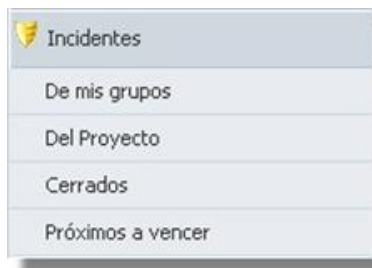 Incidentes
De mis grupos
Del Proyecto
Cerrados
Próximos a vencer